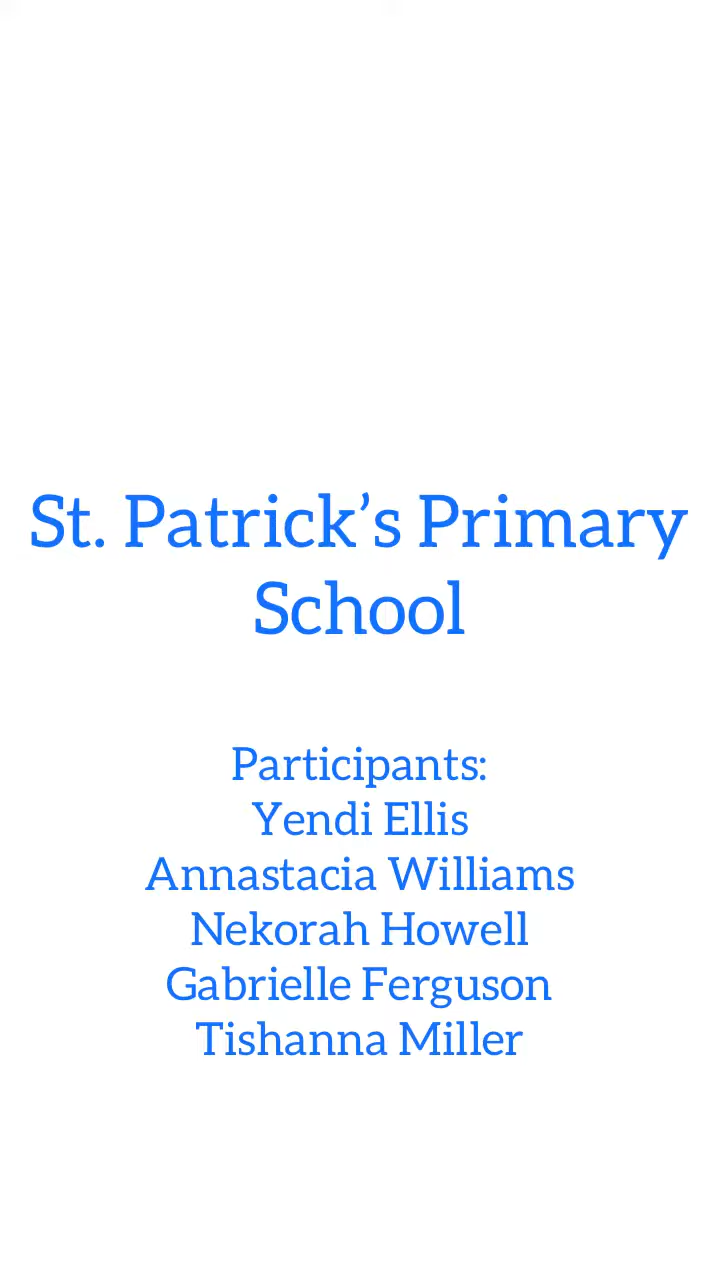 St. Patrick’s Primary
School
Participants:
Yendi Ellis
Annastacia Williams
Nekorah Howell
Gabrielle Ferguson
Tishanna Miller